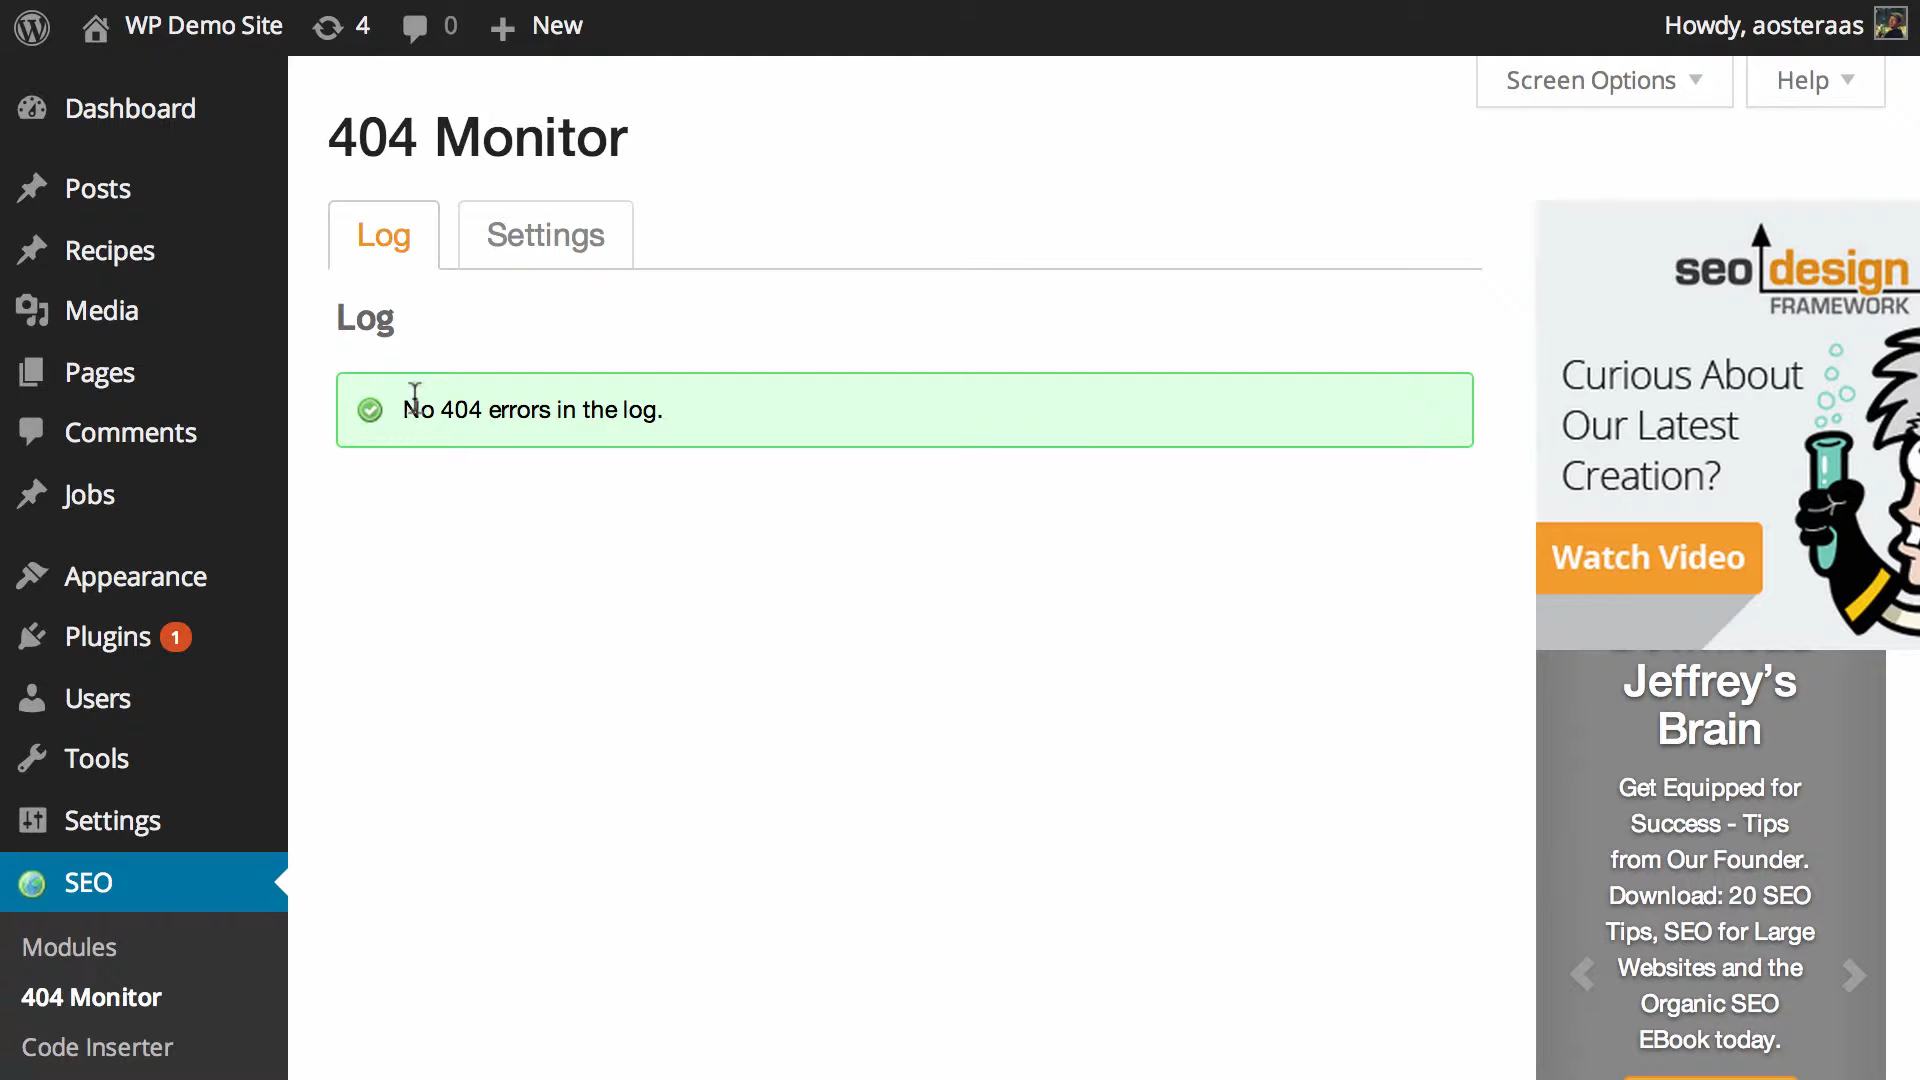 WP Demo Site 4 0 New
Howdy, aosteraas
Screen Options
Help
Dashboard
Posts
Recipes
Media
Pages
Comments
Jobs
Appearance
Plugins 1
Users
Tools
Settings
SEO
Modules
404 Monitor
Code Inserter
404 Monitor
Log
Settings
Log
No 404 errors in the log.
seo design
FRAMEWORK
Curious About
Our Latest
Creation?
Watch Video
Jeffrey's
Brain
Get Equipped for
Success - Tips
from Our Founder.
Download: 20 SEO
Tips, SEO for Large
Websites and the
Organic SEO
EBook today.